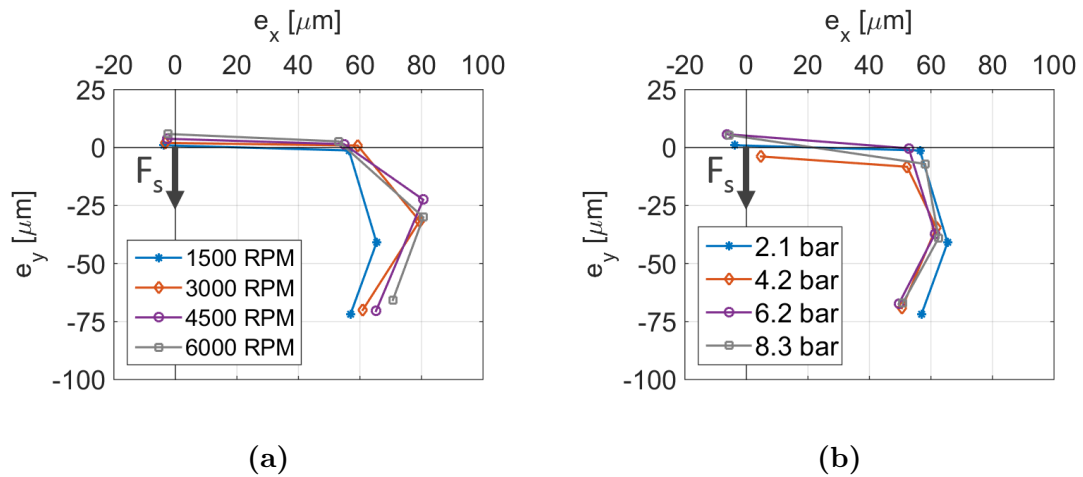 e_x [μm]
-20 0 20 40 60 80 100
25
0
-25
-50
-75
-100
e_y [μm]
F_s
1500 RPM
3000 RPM
4500 RPM
6000 RPM
(a)
e_x [μm]
-20 0 20 40 60 80 100
25
0
-25
-50
-75
-100
e_y [μm]
F_s
2.1 bar
4.2 bar
6.2 bar
8.3 bar
(b)